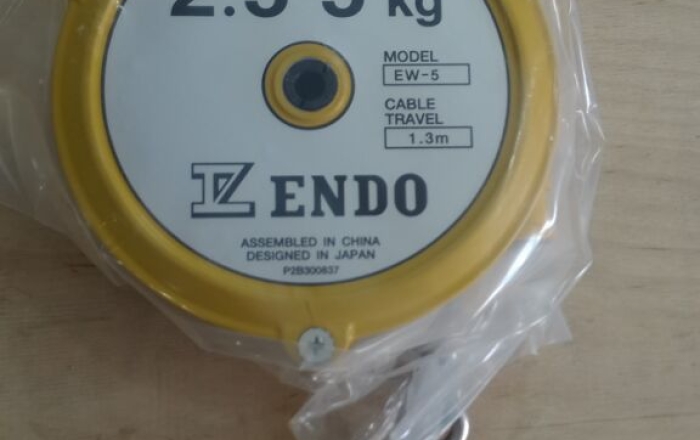 kg
MODEL
EW-5
CABLE
TRAVEL
1.3m
ENDO
ASSEMBLED IN CHINA
DESIGNED IN JAPAN
P2B300837